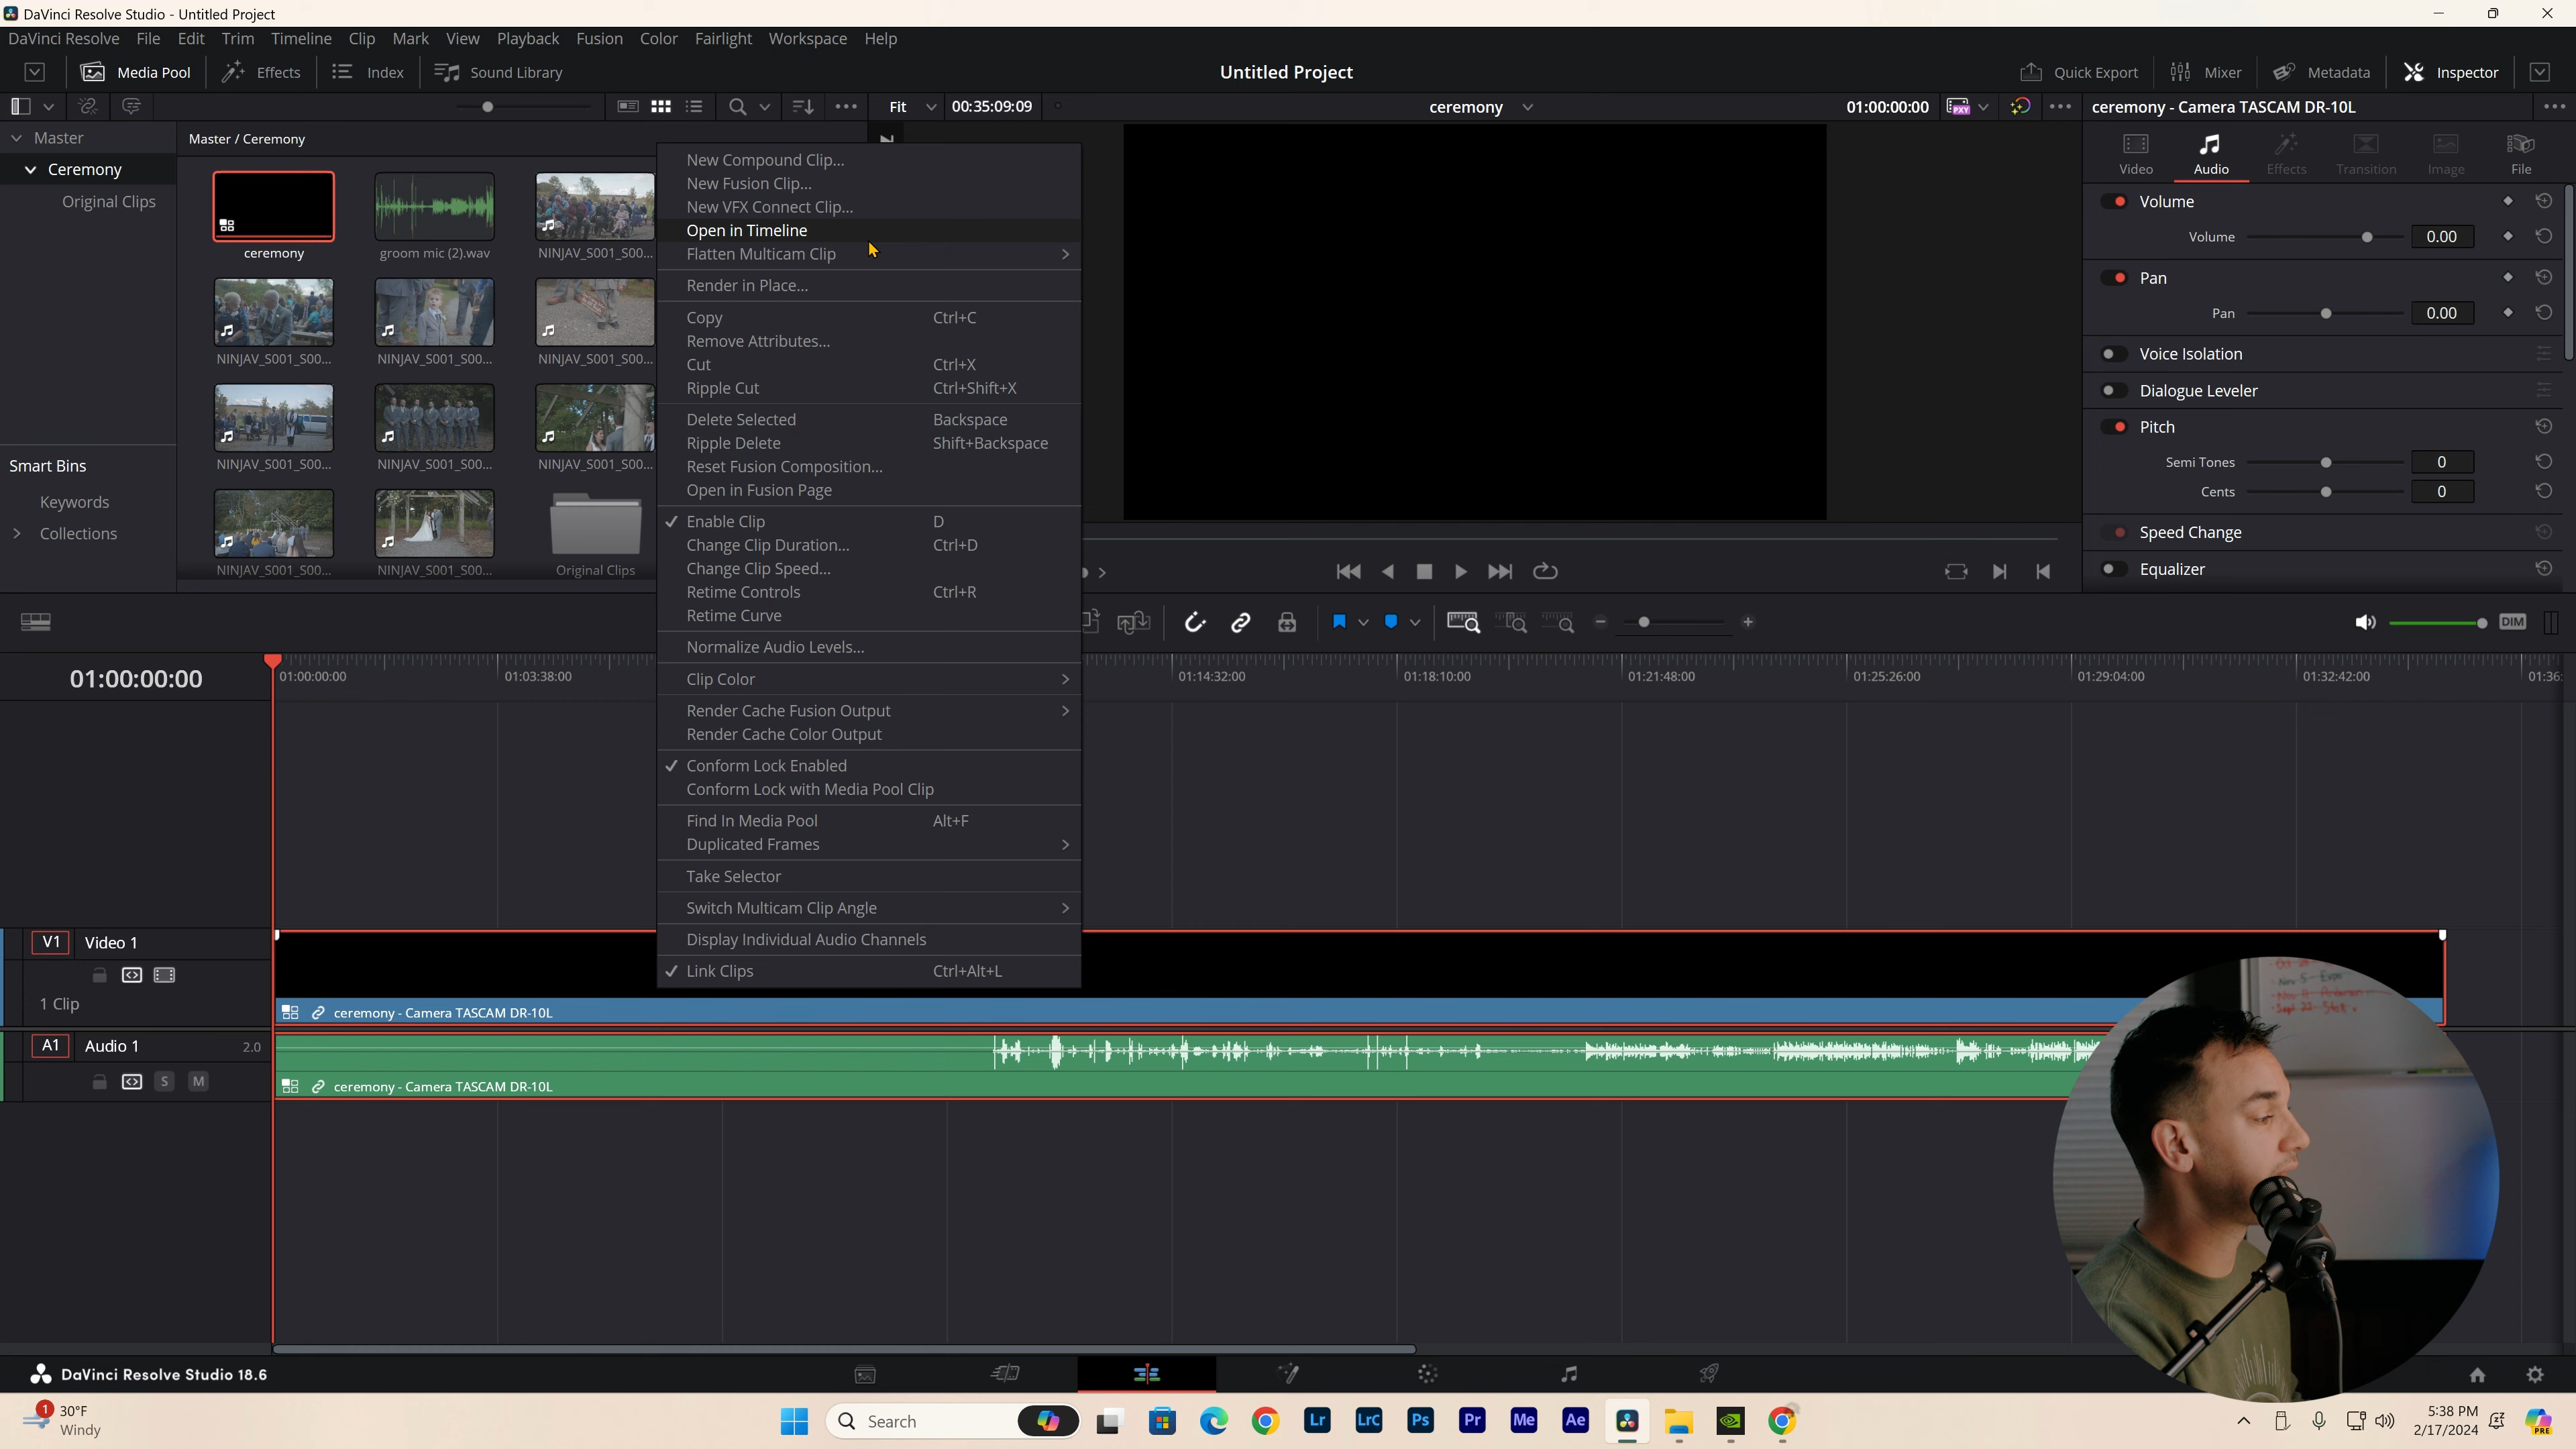 DaVinci Resolve Studio - Untitled Project
DaVinci Resolve File Edit Trim Timeline Clip Mark View Playback Fusion Color Fairlight Workspace Help
Media Pool Effects Index Sound Library Untitled Project Quick Export Mixer Metadata Inspector
Fit 00:35:09:09 ceremony 01:00:00:00 PXY ceremony - Camera TASCAM DR-10L
Master
Master / Ceremony
Ceremony
Original Clips
Smart Bins
Keywords
Collections
ceremony groom mic (2).wav NINJAV_S001_S00...
NINJAV_S001_S00... NINJAV_S001_S00... NINJAV_S001_S00...
NINJAV_S001_S00... NINJAV_S001_S00... NINJAV_S001_S00...
NINJAV_S001_S00... NINJAV_S001_S00... Original Clips
New Compound Clip...
New Fusion Clip...
New VFX Connect Clip...
Open in Timeline
Flatten Multicam Clip
Render in Place...
Copy Ctrl+C
Remove Attributes...
Cut Ctrl+X
Ripple Cut Ctrl+Shift+X
Delete Selected Backspace
Ripple Delete Shift+Backspace
Reset Fusion Composition...
Open in Fusion Page
Enable Clip D
Change Clip Duration... Ctrl+D
Change Clip Speed...
Retime Controls Ctrl+R
Retime Curve
Normalize Audio Levels...
Clip Color
Render Cache Fusion Output
Render Cache Color Output
Conform Lock Enabled
Conform Lock with Media Pool Clip
Find In Media Pool Alt+F
Duplicated Frames
Take Selector
Switch Multicam Clip Angle
Display Individual Audio Channels
Link Clips Ctrl+Alt+L
Video Audio Effects Transition Image File
Volume
Volume 0.00
Pan
Pan 0.00
Voice Isolation
Dialogue Leveler
Pitch
Semi Tones 0
Cents 0
Speed Change
Equalizer
DIM
01:00:00:00
01:00:00:00 01:03:38:00 01:14:32:00 01:18:10:00 01:21:48:00 01:25:26:00 01:29:04:00 01:32:42:00 01:36:
V1 Video 1
1 Clip
ceremony - Camera TASCAM DR-10L
A1 Audio 1 2.0
S M
ceremony - Camera TASCAM DR-10L
DaVinci Resolve Studio 18.6
1 30°F
Windy
Search
Lr LrC Ps Pr Me Ae
5:38 PM
2/17/2024
PRE